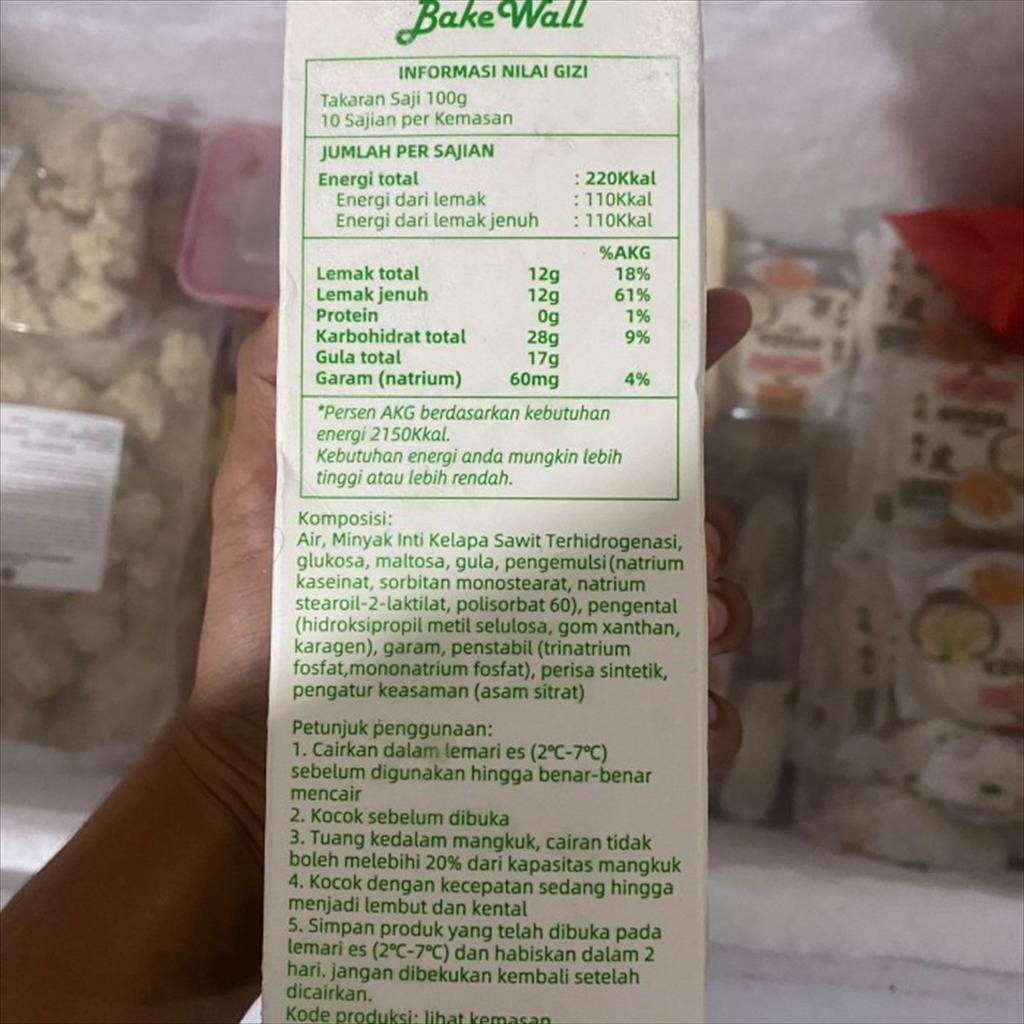 BakeWall
INFORMASI NILAI GIZI
Takaran Saji 100g
10 Sajian per Kemasan
JUMLAH PER SAJIAN
Energi total : 220Kkal
Energi dari lemak : 110Kkal
Energi dari lemak jenuh : 110Kkal
%AKG
Lemak total 12g 18%
Lemak jenuh 12g 61%
Protein 0g 1%
Karbohidrat total 28g 9%
Gula total 17g
Garam (natrium) 60mg 4%
*Persen AKG berdasarkan kebutuhan
energi 2150Kkal.
Kebutuhan energi anda mungkin lebih
tinggi atau lebih rendah.
Komposisi:
Air, Minyak Inti Kelapa Sawit Terhidrogenasi,
glukosa, maltosa, gula, pengemulsi(natrium
kaseinat, sorbitan monostearat, natrium
stearoil-2-laktilat, polisorbat 60), pengental
(hidroksipropil metil selulosa, gom xanthan,
karagen), garam, penstabil (trinatrium
fosfat,mononatrium fosfat), perisa sintetik,
pengatur keasaman (asam sitrat)
Petunjuk penggunaan:
1. Cairkan dalam lemari es (2℃-7℃)
sebelum digunakan hingga benar-benar
mencair
2. Kocok sebelum dibuka
3. Tuang kedalam mangkuk, cairan tidak
boleh melebihi 20% dari kapasitas mangkuk
4. Kocok dengan kecepatan sedang hingga
menjadi lembut dan kental
5. Simpan produk yang telah dibuka pada
lemari es (2℃-7℃) dan habiskan dalam 2
hari. jangan dibekukan kembali setelah
dicairkan.
Kode produksi: lihat kemasan